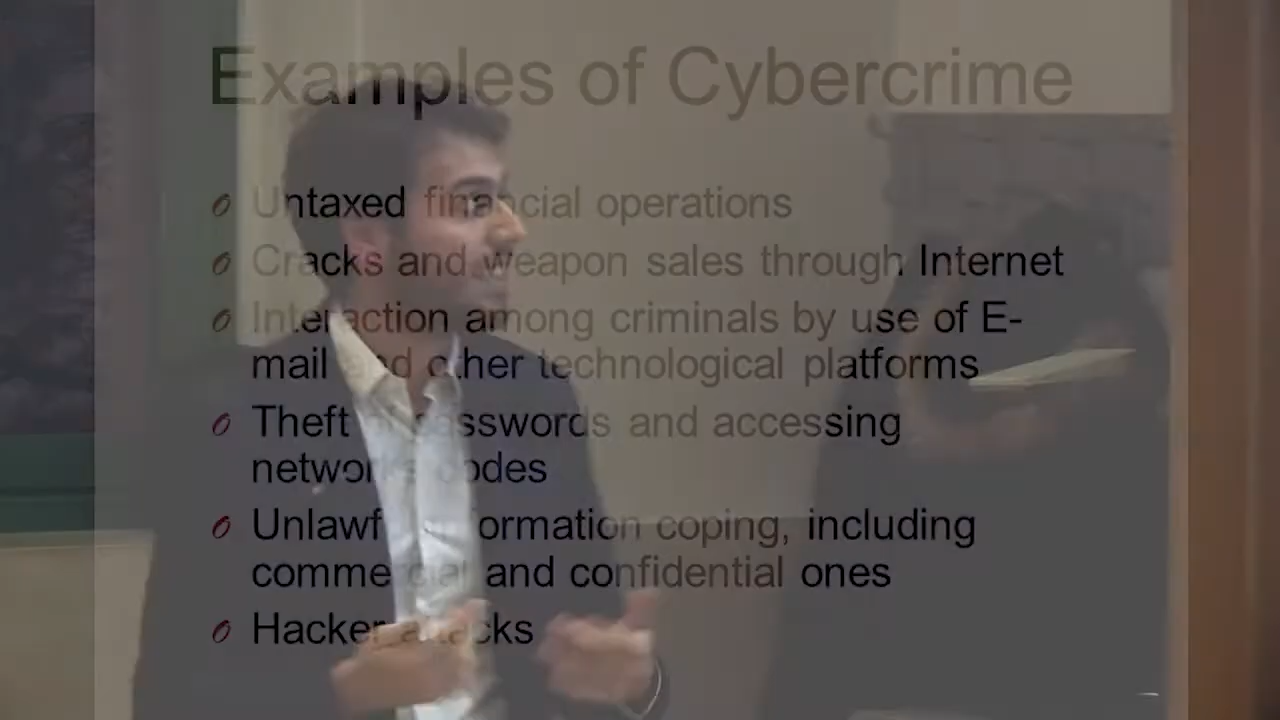 Examples of Cybercrime
Untaxed financial operations
Cracks and weapon sales through Internet
Interaction among criminals by use of E-
mail and other technological platforms
Theft of passwords and accessing
networks codes
Unlawful information coping, including
commercial and confidential ones
Hacker attacks